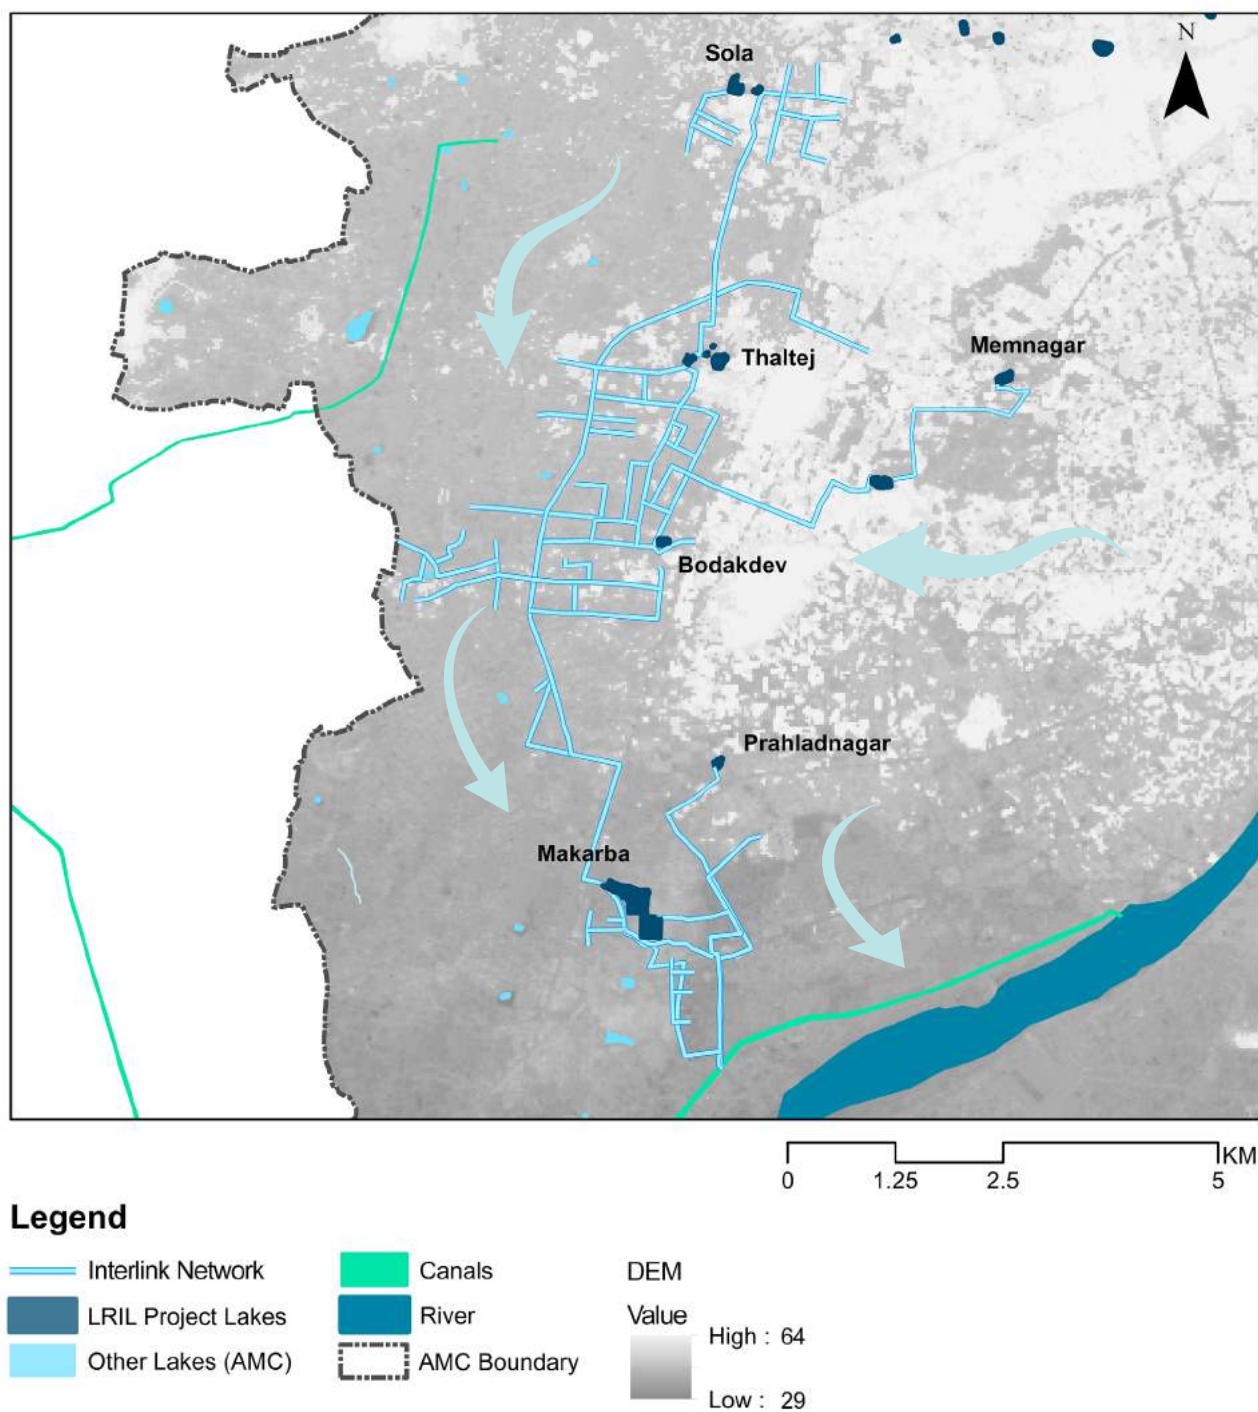 N
Sola
Thaltej
Memnagar
Bodakdev
Prahladnagar
Makarba
0 1.25 2.5 5 KM
Legend
Interlink Network
LRIL Project Lakes
Other Lakes (AMC)
Canals
River
AMC Boundary
DEM
Value
High : 64
Low : 29